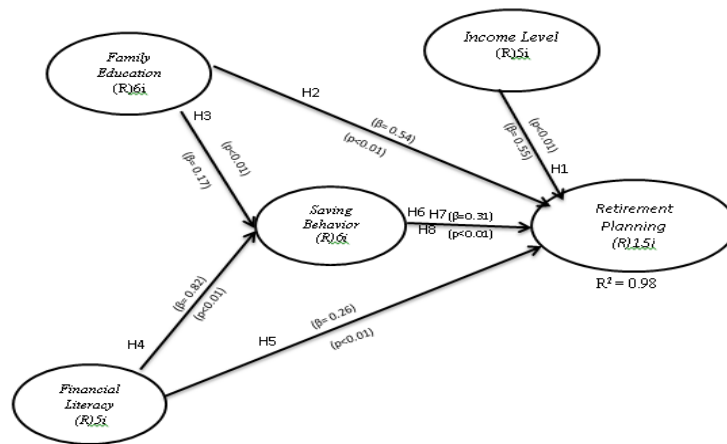 Family
Education
(R)6i
Income Level
(R)5i
H2
H3
(β= 0.54)
(p<0.01)
(p<0.01)
(β= 0.17)
(p<0.01)
(β= 0.55)
H1
Saving
Behavior
(R)6i
H6 H7 (β=0.31)
H8 (p<0.01)
Retirement
Planning
(R)15i
R² = 0.98
(β= 0.82)
(p<0.01)
H4
H5
(β= 0.26)
(p<0.01)
Financial
Literacy
(R)5i